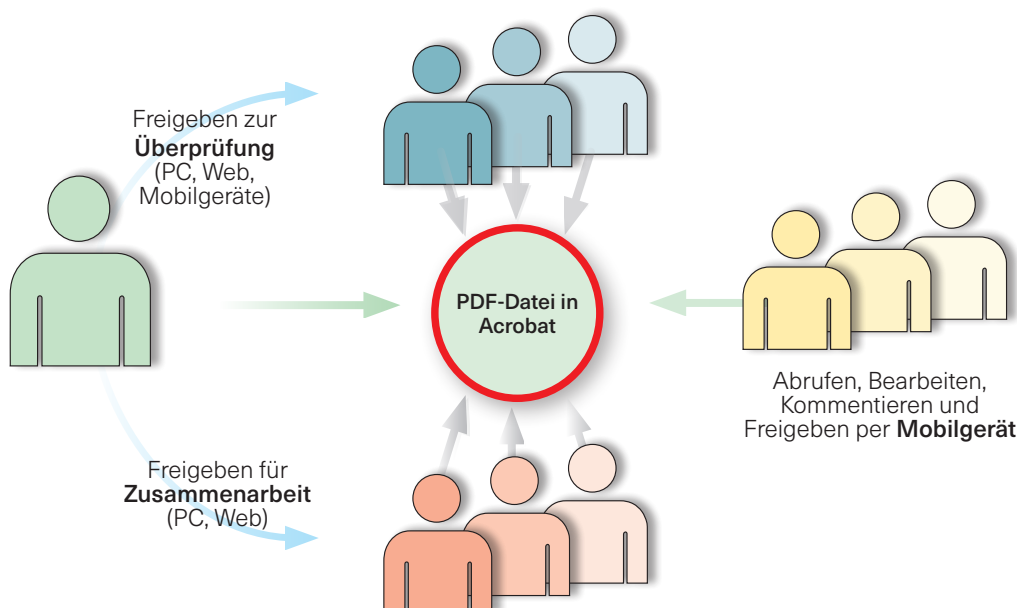 Freigeben zur
Überprüfung
(PC, Web,
Mobilgeräte)
PDF-Datei in
Acrobat
Abrufen, Bearbeiten,
Kommentieren und
Freigeben per Mobilgerät
Freigeben für
Zusammenarbeit
(PC, Web)